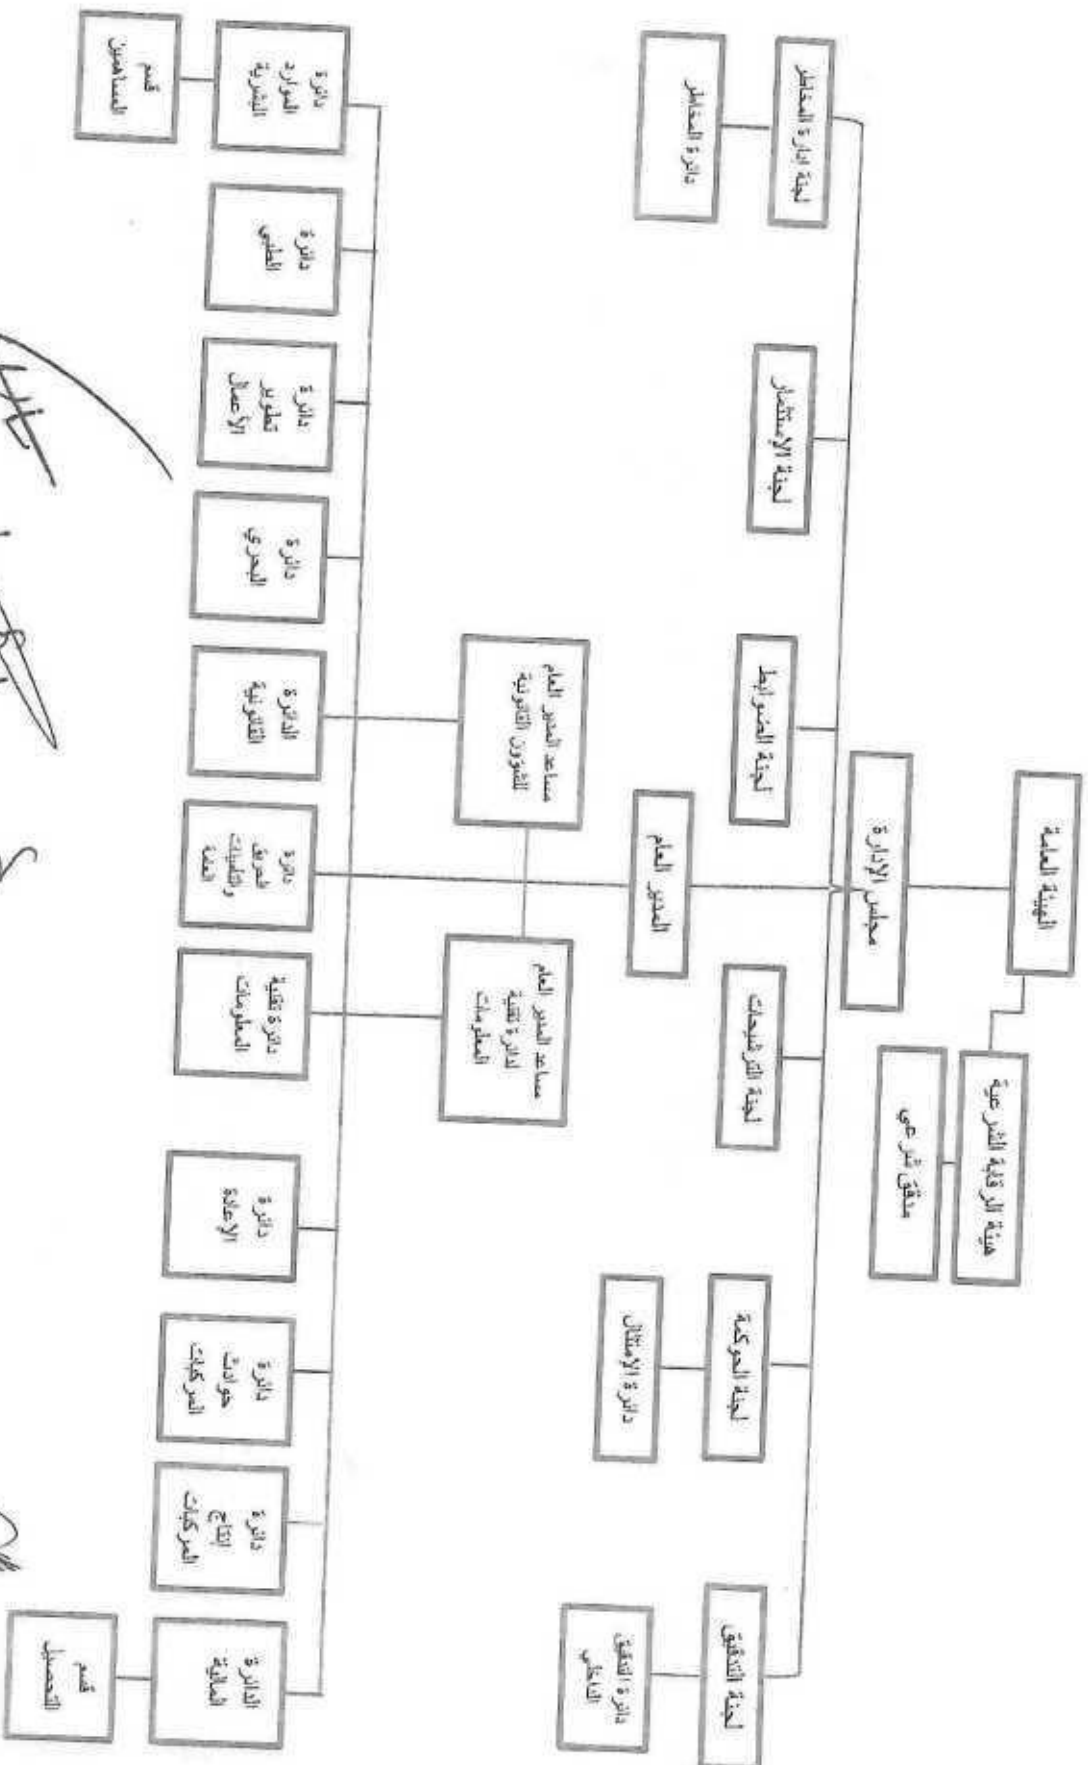 الهيئة العامة
هيئة الرقابة الشرعية
مدقق شرعي
مجلس الإدارة
لجنة التدقيق
لجنة الحوكمة
لجنة الترشيحات
لجنة الضوابط
لجنة الإستثمار
لجنة إدارة المخاطر
دائرة التدقيق
الداخلي
دائرة الامتثال
دائرة المخاطر
المدير العام
مساعد المدير العام
لدائرة تقنية
المعلومات
مساعد المدير العام
للشؤون القانونية
الدائرة
المالية
دائرة
إنتاج
المركبات
دائرة
حوادث
المركبات
دائرة
الإعادة
دائرة تقنية
المعلومات
دائرة
الحريق
والتأمينات
العامة
الدائرة
القانونية
دائرة
البحري
دائرة
تطوير
الأعمال
دائرة
الطبي
دائرة
الموارد
البشرية
قسم
التحصيل
قسم
المساهمين